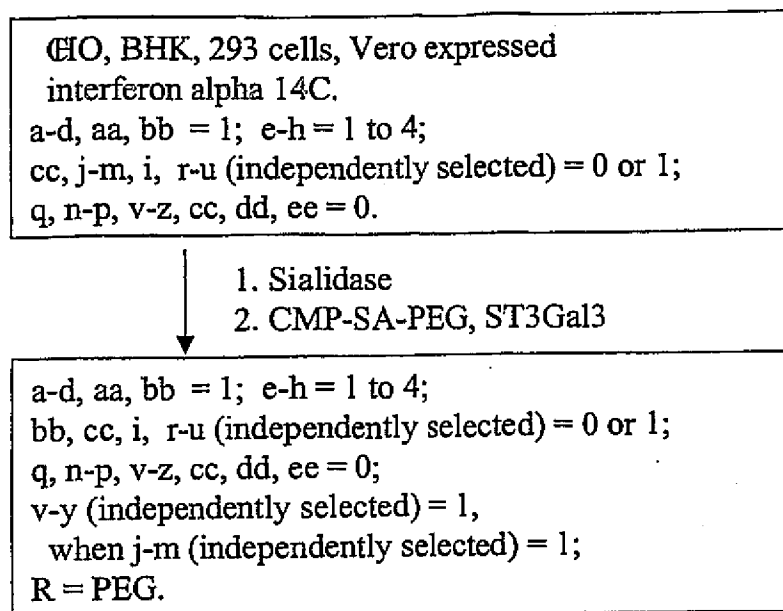 CHO, BHK, 293 cells, Vero expressed
interferon alpha 14C.
a-d, aa, bb = 1; e-h = 1 to 4;
cc, j-m, i, r-u (independently selected) = 0 or 1;
q, n-p, v-z, cc, dd, ee = 0.
1. Sialidase
2. CMP-SA-PEG, ST3Gal3
a-d, aa, bb = 1; e-h = 1 to 4;
bb, cc, i, r-u (independently selected) = 0 or 1;
q, n-p, v-z, cc, dd, ee = 0;
v-y (independently selected) = 1,
when j-m (independently selected) = 1;
R = PEG.